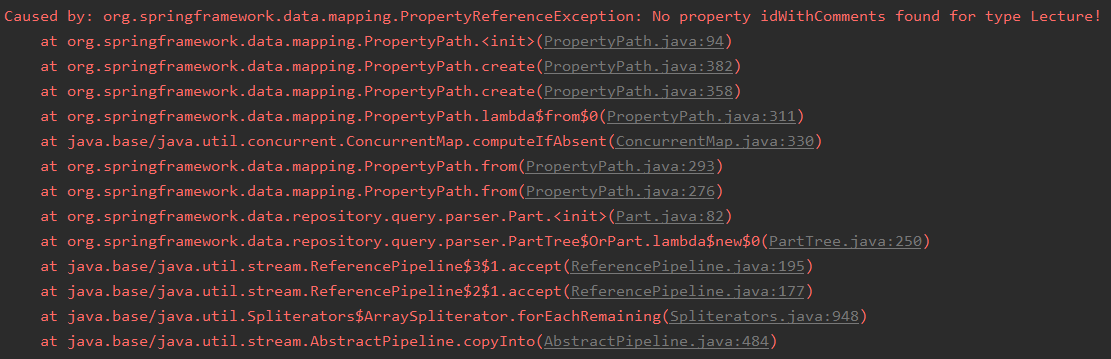 Caused by: org.springframework.data.mapping.PropertyReferenceException: No property idWithComments found for type Lecture!
at org.springframework.data.mapping.PropertyPath.<init>(PropertyPath.java:94)
at org.springframework.data.mapping.PropertyPath.create(PropertyPath.java:382)
at org.springframework.data.mapping.PropertyPath.create(PropertyPath.java:358)
at org.springframework.data.mapping.PropertyPath.lambda$from$0(PropertyPath.java:311)
at java.base/java.util.concurrent.ConcurrentMap.computeIfAbsent(ConcurrentMap.java:330)
at org.springframework.data.mapping.PropertyPath.from(PropertyPath.java:293)
at org.springframework.data.mapping.PropertyPath.from(PropertyPath.java:276)
at org.springframework.data.repository.query.parser.Part.<init>(Part.java:82)
at org.springframework.data.repository.query.parser.PartTree$OrPart.lambda$new$0(PartTree.java:250)
at java.base/java.util.stream.ReferencePipeline$3$1.accept(ReferencePipeline.java:195)
at java.base/java.util.stream.ReferencePipeline$2$1.accept(ReferencePipeline.java:177)
at java.base/java.util.Spliterators$ArraySpliterator.forEachRemaining(Spliterators.java:948)
at java.base/java.util.stream.AbstractPipeline.copyInto(AbstractPipeline.java:484)